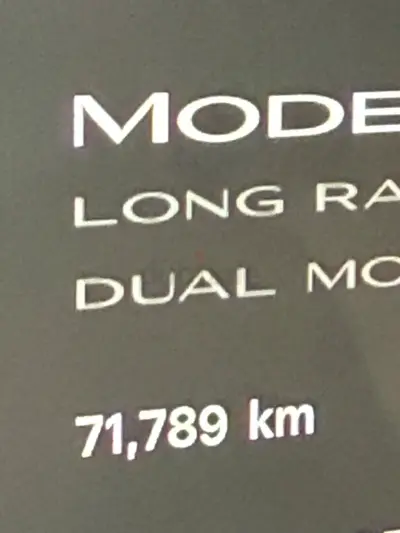 MODE
LONG RA
DUAL MO
71,789 km